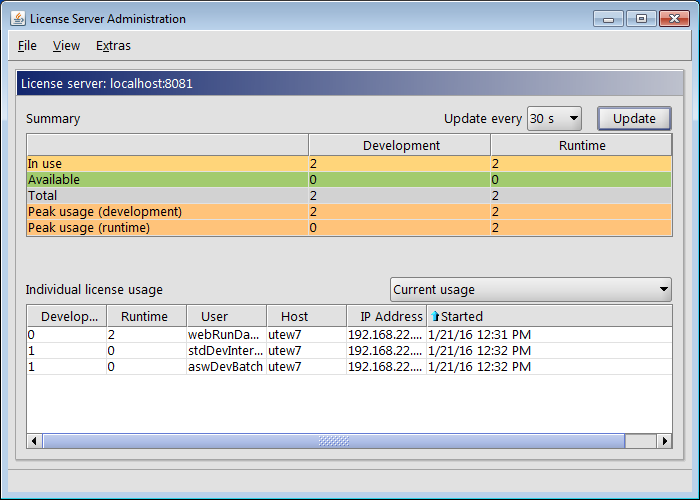 License Server Administration
File View Extras
License server: localhost:8081
Summary Update every 30 s Update
Development Runtime
In use 2 2
Available 0 0
Total 2 2
Peak usage (development) 2 2
Peak usage (runtime) 0 2
Individual license usage Current usage
Develop... Runtime User Host IP Address Started
0 2 webRunDa... utew7 192.168.22.... 1/21/16 12:31 PM
1 0 stdDevInter... utew7 192.168.22.... 1/21/16 12:32 PM
1 0 aswDevBatch utew7 192.168.22.... 1/21/16 12:32 PM